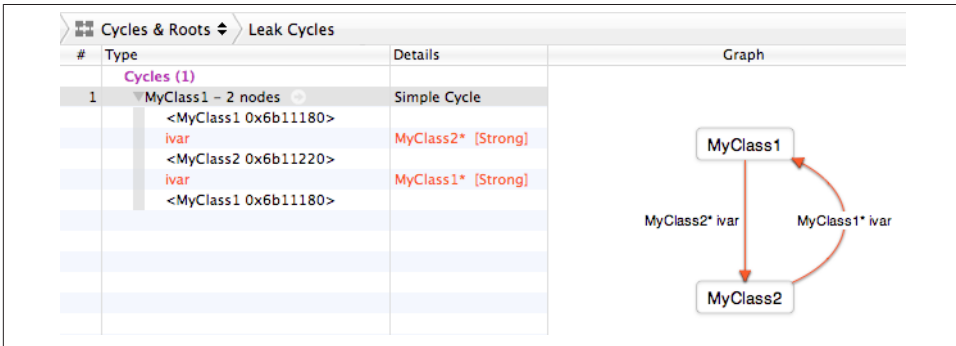 Cycles & Roots Leak Cycles
# Type Details Graph
Cycles (1)
1 MyClass1 – 2 nodes Simple Cycle
<MyClass1 0x6b11180>
ivar MyClass2* [Strong]
<MyClass2 0x6b11220>
ivar MyClass1* [Strong]
<MyClass1 0x6b11180>
MyClass1
MyClass2* ivar MyClass1* ivar
MyClass2